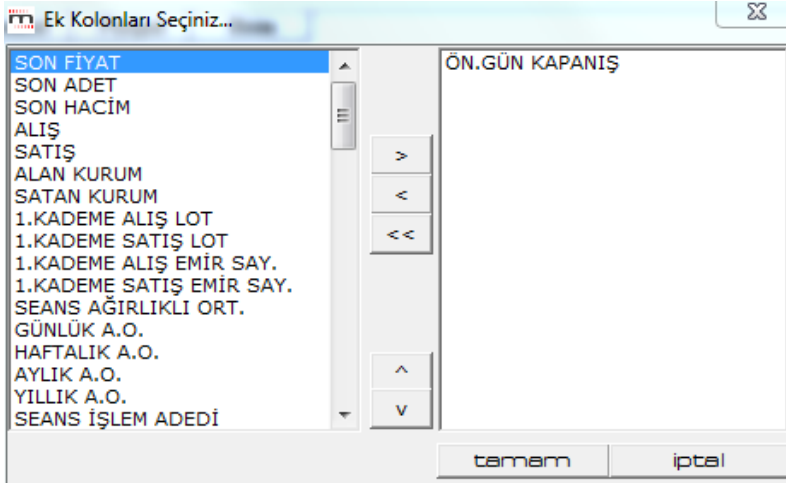 Ek Kolonları Seçiniz...
SON FİYAT
SON ADET
SON HACİM
ALIŞ
SATIŞ
ALAN KURUM
SATAN KURUM
1.KADEME ALIŞ LOT
1.KADEME SATIŞ LOT
1.KADEME ALIŞ EMİR SAY.
1.KADEME SATIŞ EMİR SAY.
SEANS AĞIRLIKLI ORT.
GÜNLÜK A.O.
HAFTALIK A.O.
AYLIK A.O.
YILLIK A.O.
SEANS İŞLEM ADEDİ
>
<
<<
^
v
ÖN.GÜN KAPANIŞ
tamam
iptal